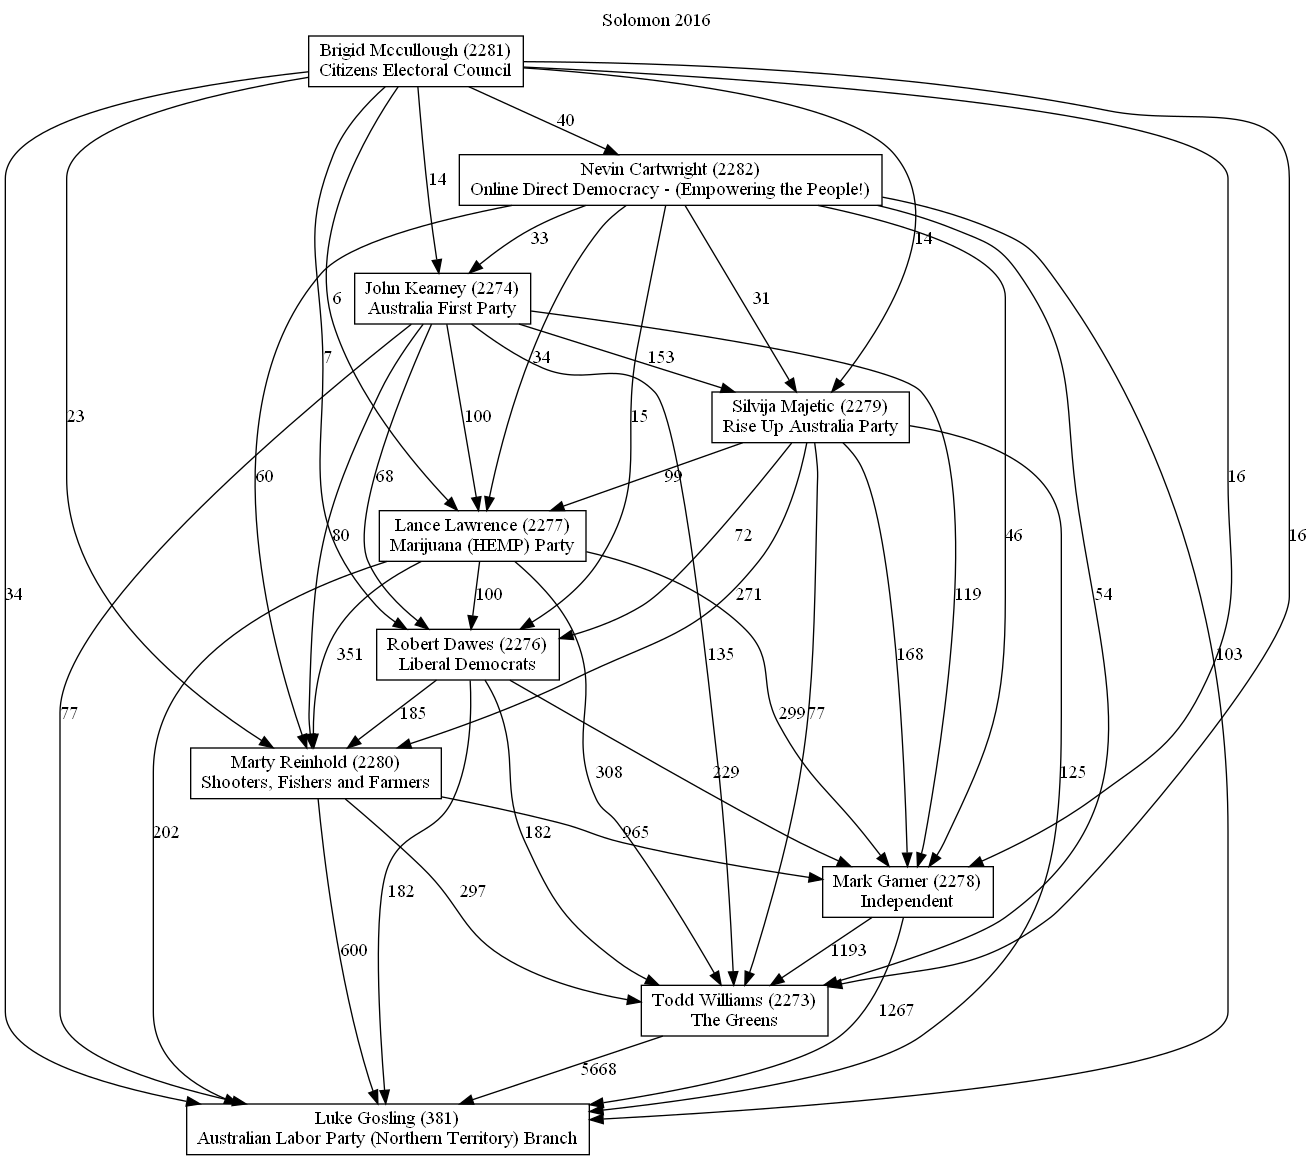 Solomon 2016
Brigid Mccullough (2281)
Citizens Electoral Council
40
Nevin Cartwright (2282)
Online Direct Democracy - (Empowering the People!)
14
33
14
John Kearney (2274)
Australia First Party
6
31
7
34
153
Silvija Majetic (2279)
Rise Up Australia Party
23
100
15
60
68
99
16
Lance Lawrence (2277)
Marijuana (HEMP) Party
80
72
46
16
34
100
271
119
54
Robert Dawes (2276)
Liberal Democrats
351
135
168
103
77
185
299
77
Marty Reinhold (2280)
Shooters, Fishers and Farmers
308
229
125
202
182
965
Mark Garner (2278)
Independent
182
297
600
1193
Todd Williams (2273)
The Greens
1267
5668
Luke Gosling (381)
Australian Labor Party (Northern Territory) Branch